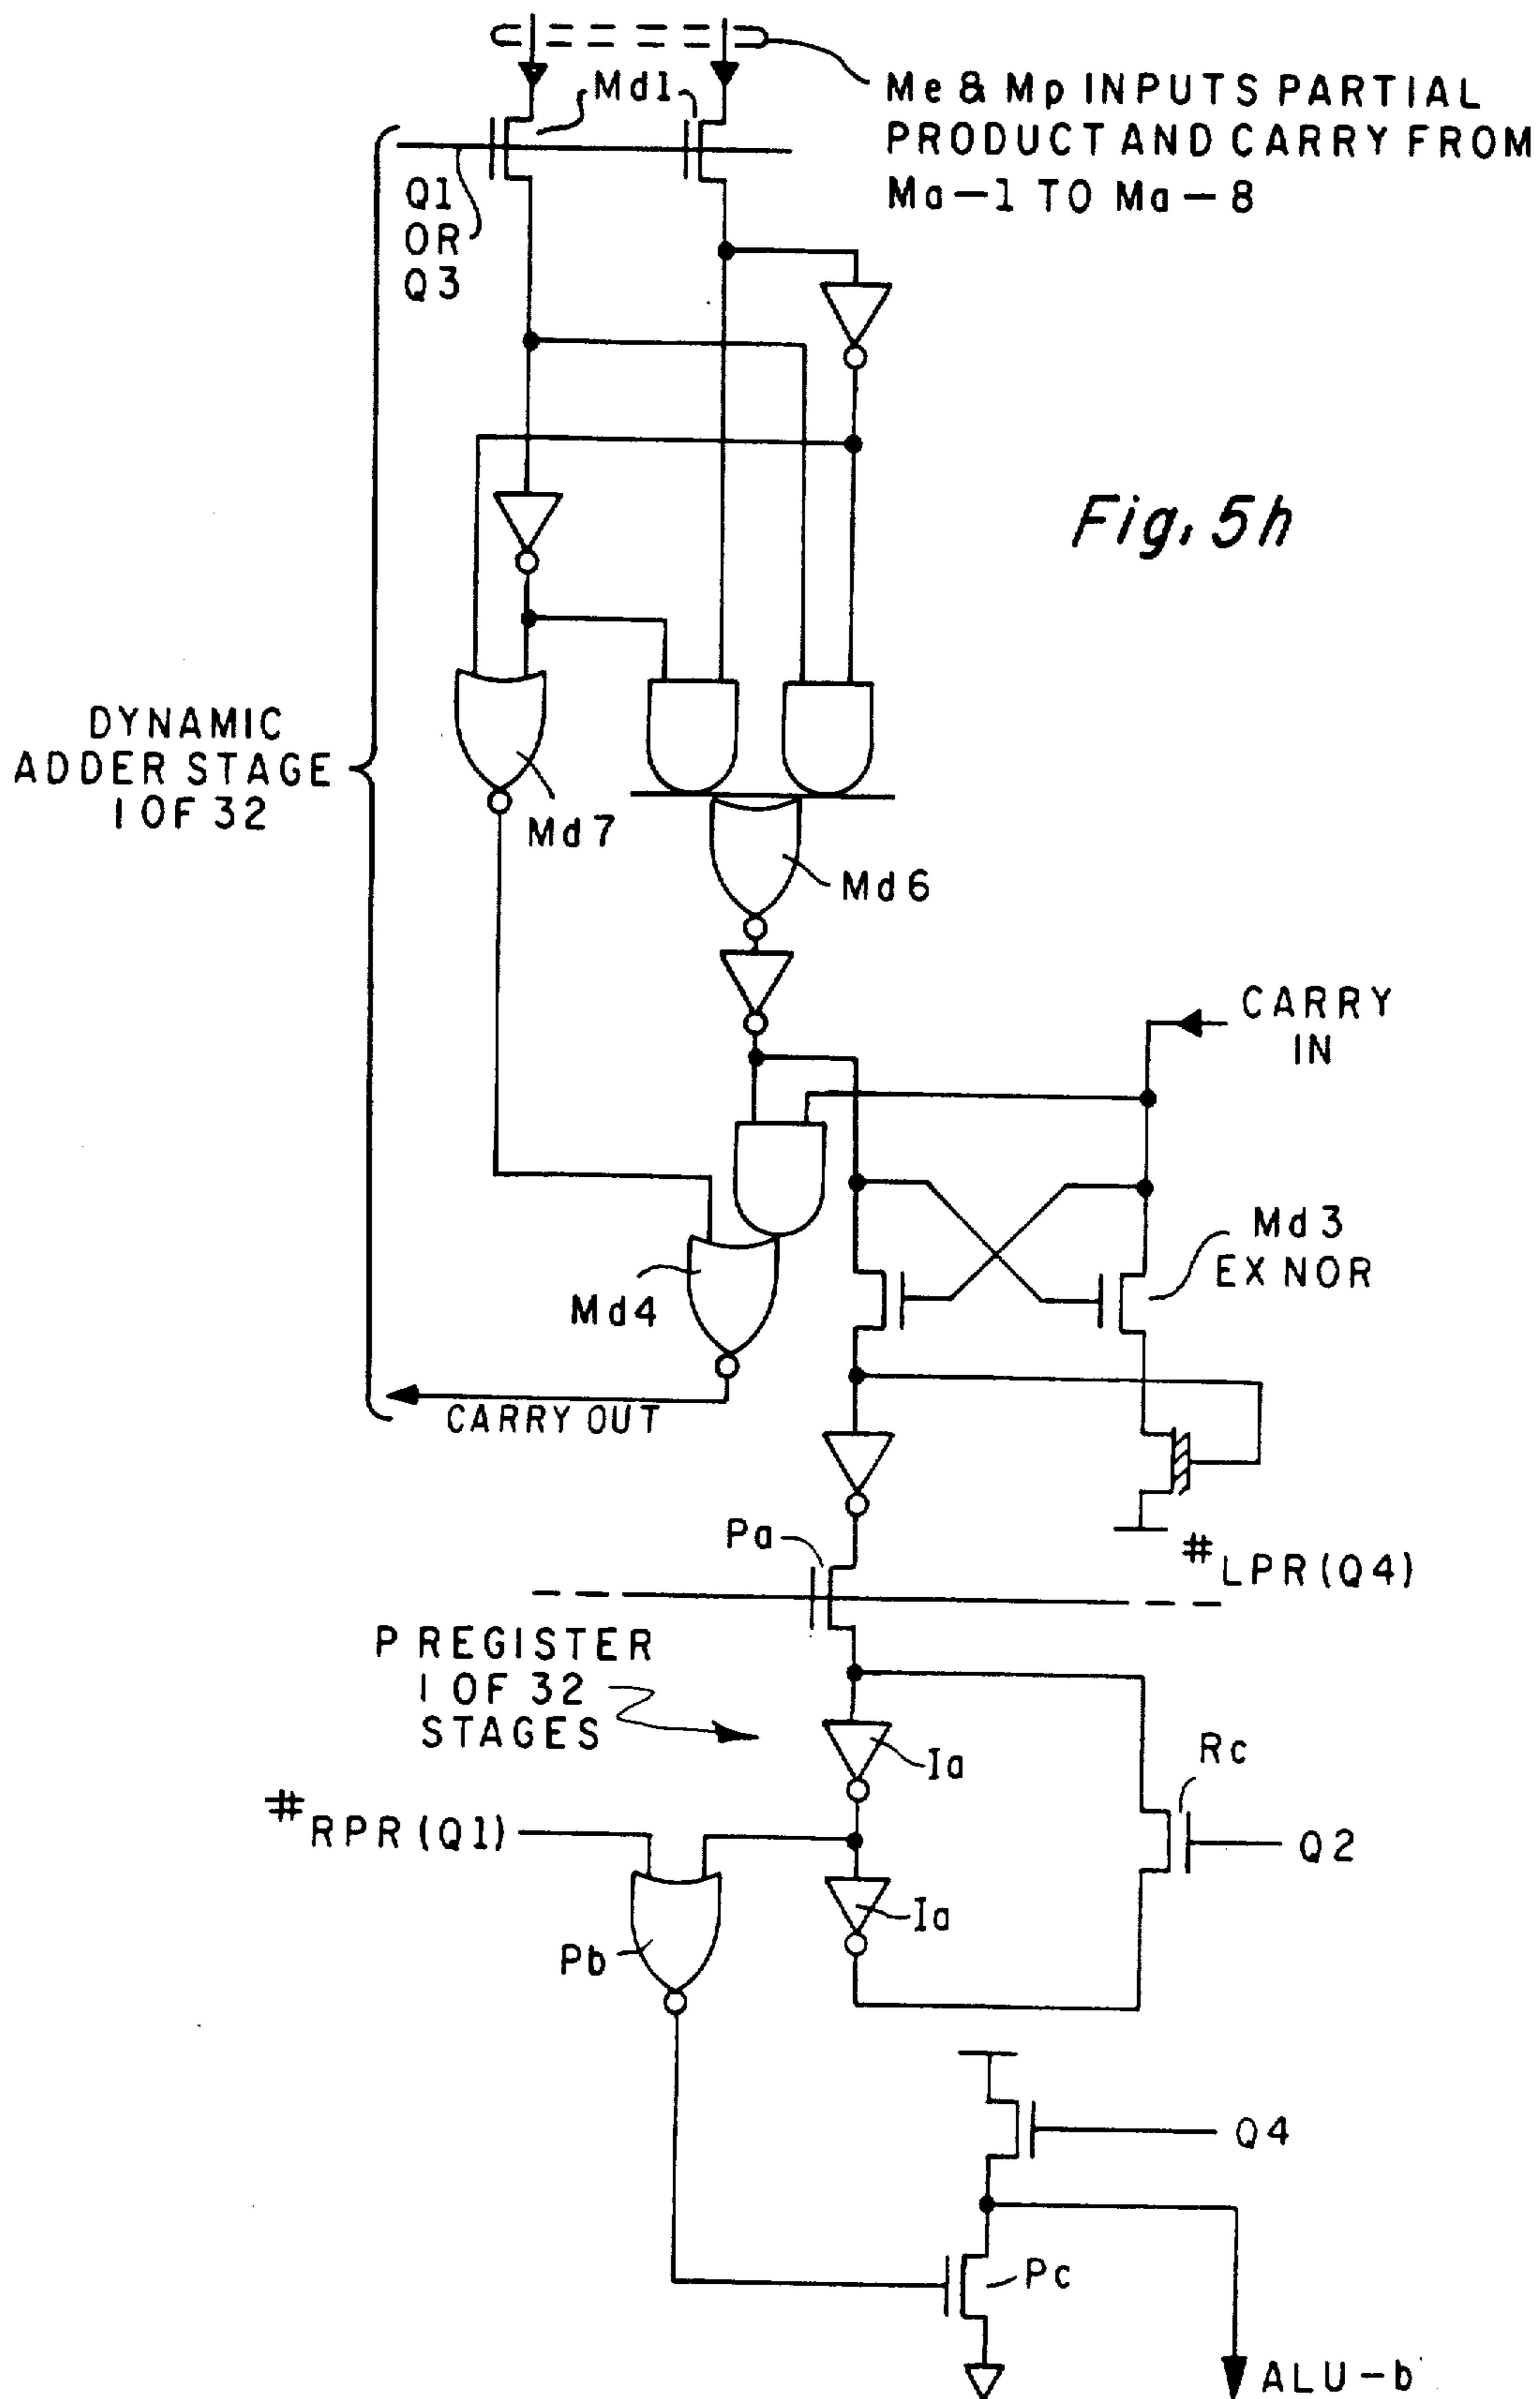 Md1
Me & Mp INPUTS PARTIAL
PRODUCT AND CARRY FROM
Ma-1 TO Ma-8
Q1
OR
Q3
Fig. 5h
DYNAMIC
ADDER STAGE
1 OF 32
Md7
Md6
CARRY
IN
Md3
EX NOR
Md4
CARRY OUT
Pa
#LPR(Q4)
P REGISTER
1 OF 32
STAGES
Ia
Rc
#RPR(Q1)
Q2
Ia
Pb
Q4
Pc
ALU-b